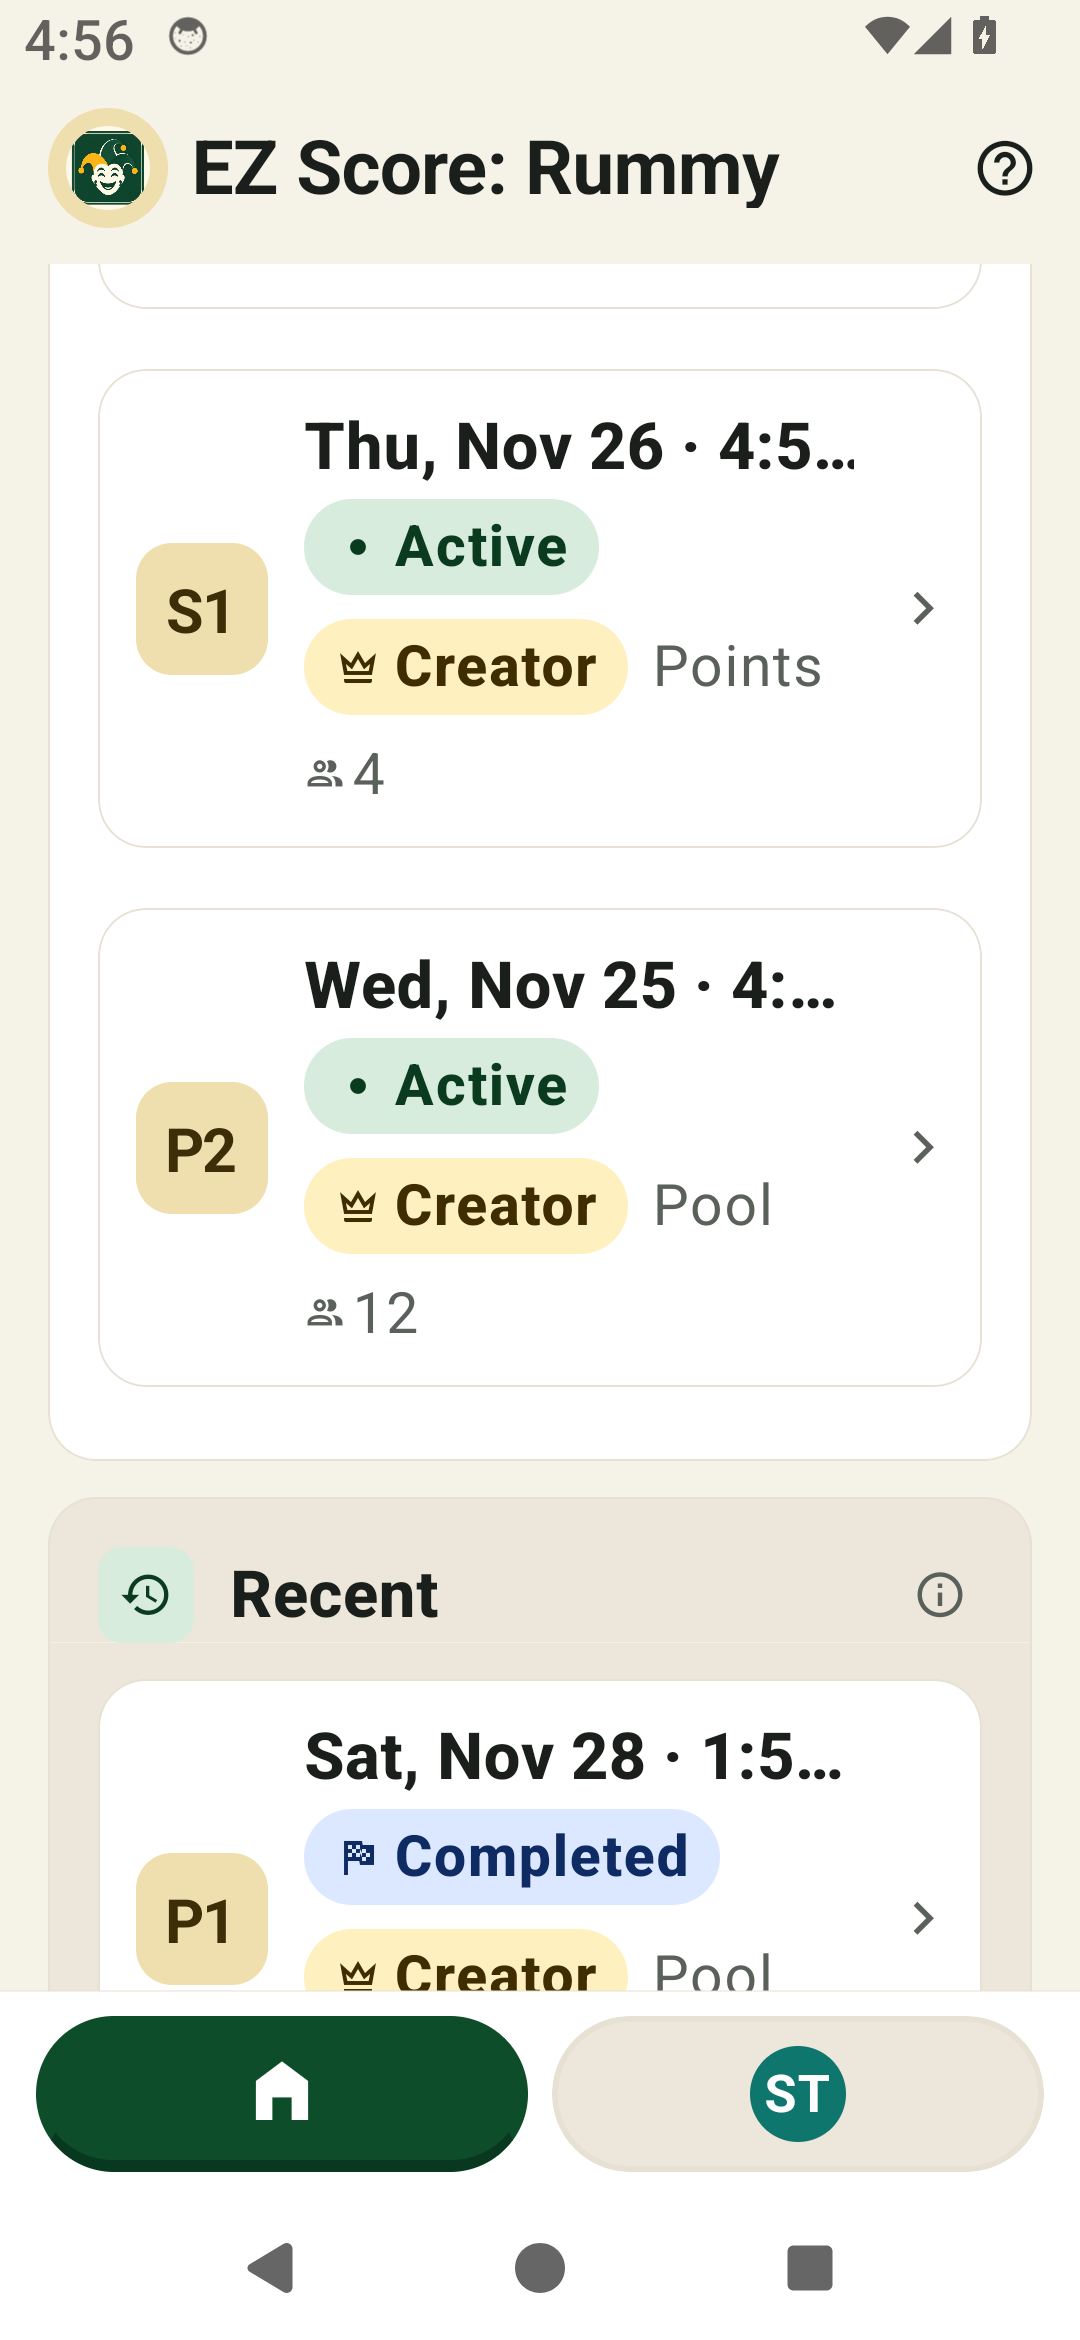 4:56
EZ Score: Rummy
Thu, Nov 26 · 4:5…
Active
S1
Creator Points
4
Wed, Nov 25 · 4:…
Active
P2
Creator Pool
12
Recent
Sat, Nov 28 · 1:5…
Completed
P1
Creator Pool
ST